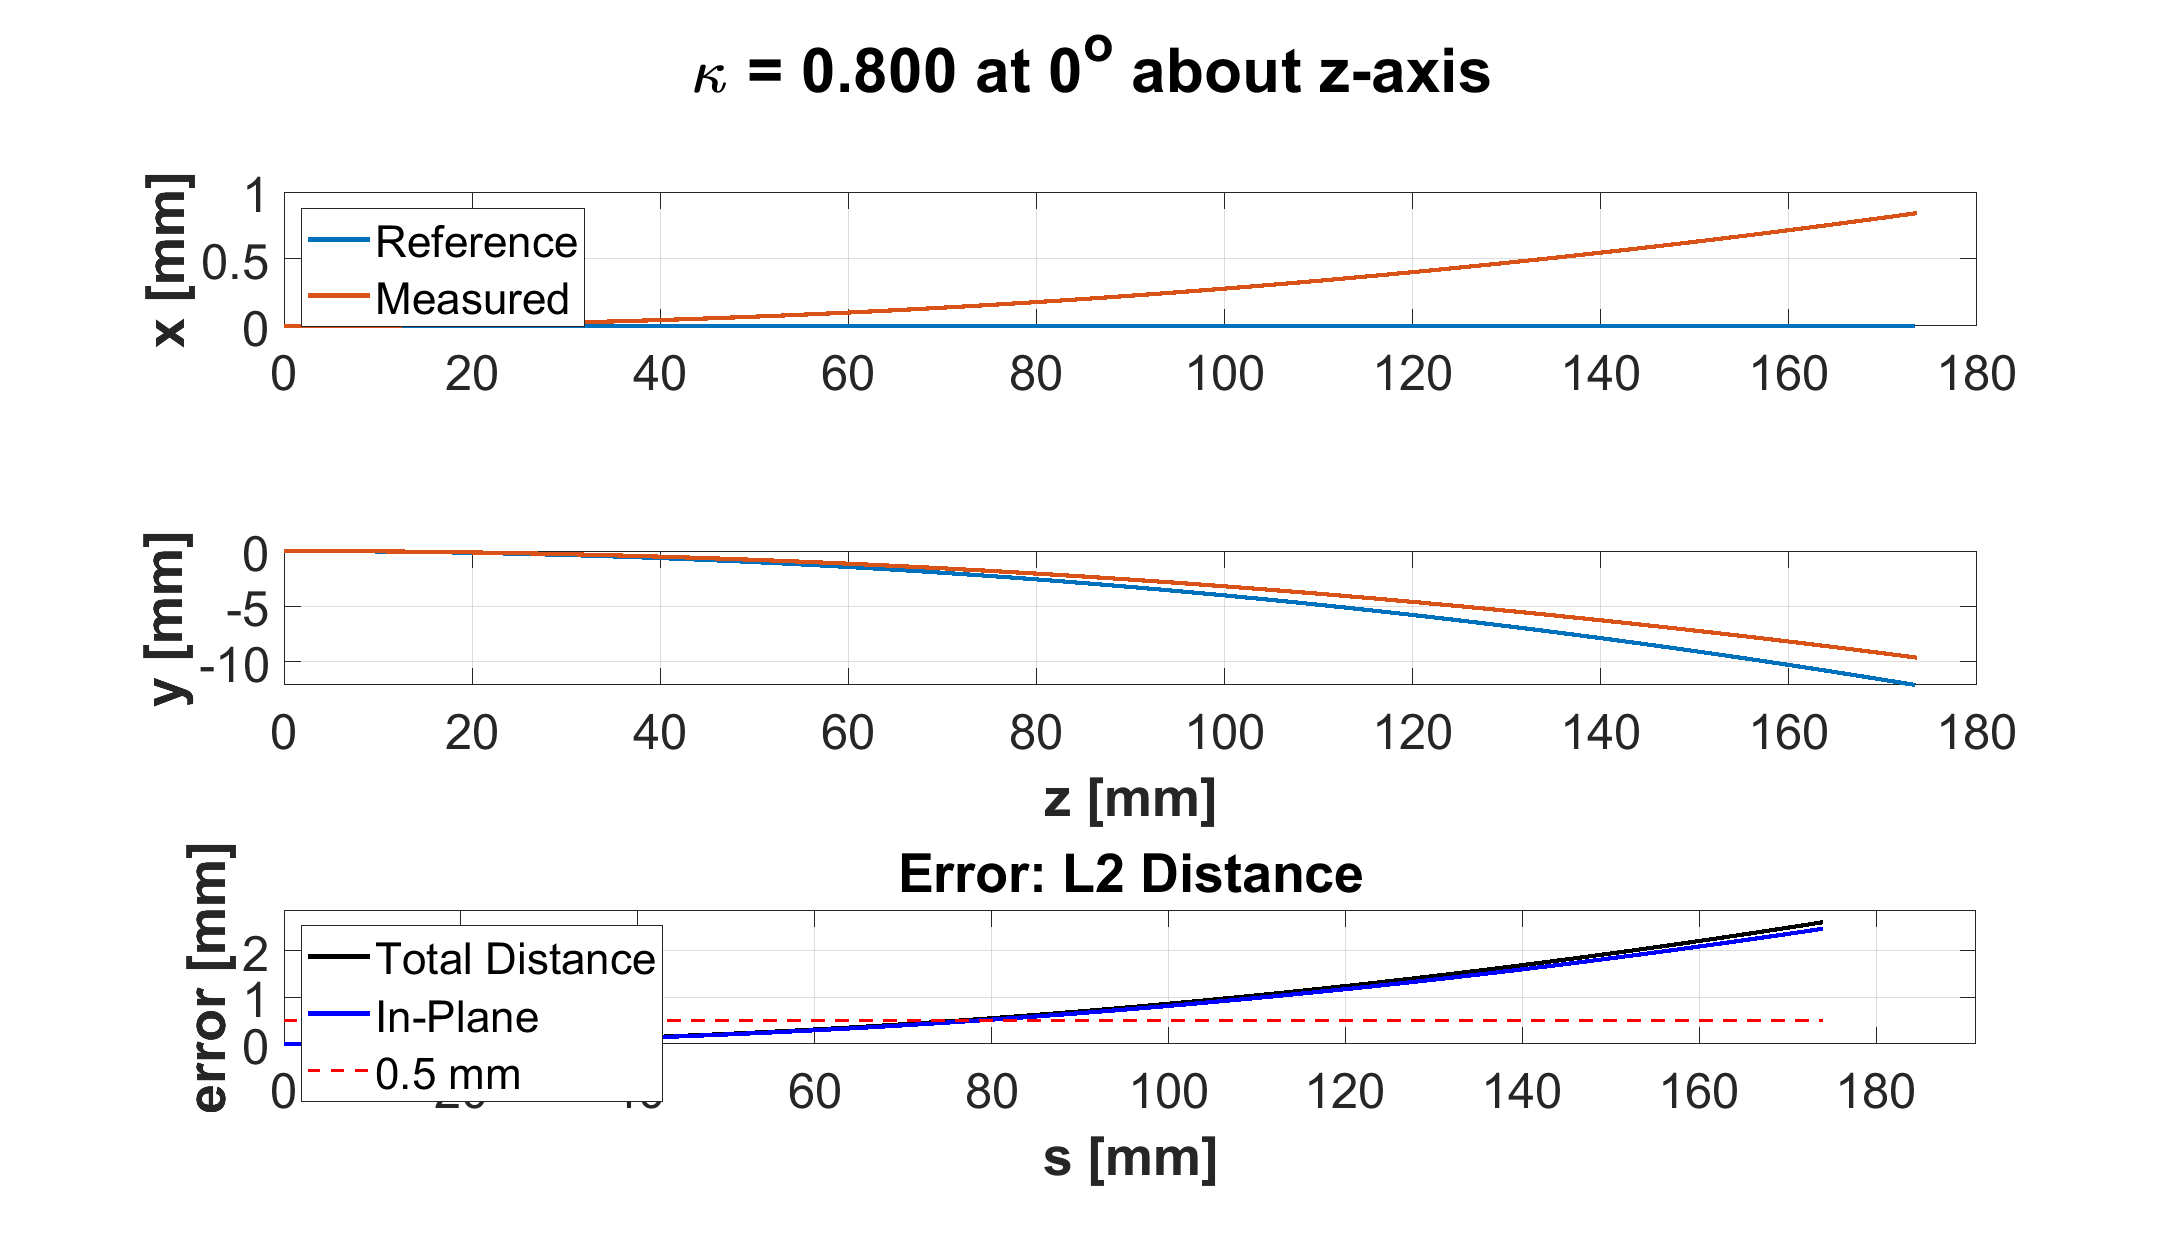 κ = 0.800 at 0° about z-axis
x [mm]
1
0.5
0
Reference
Measured
0 20 40 60 80 100 120 140 160 180
y [mm]
0
-5
-10
0 20 40 60 80 100 120 140 160 180
z [mm]
Error: L2 Distance
error [mm]
2
1
0
Total Distance
In-Plane
0.5 mm
0 20 40 60 80 100 120 140 160 180
s [mm]